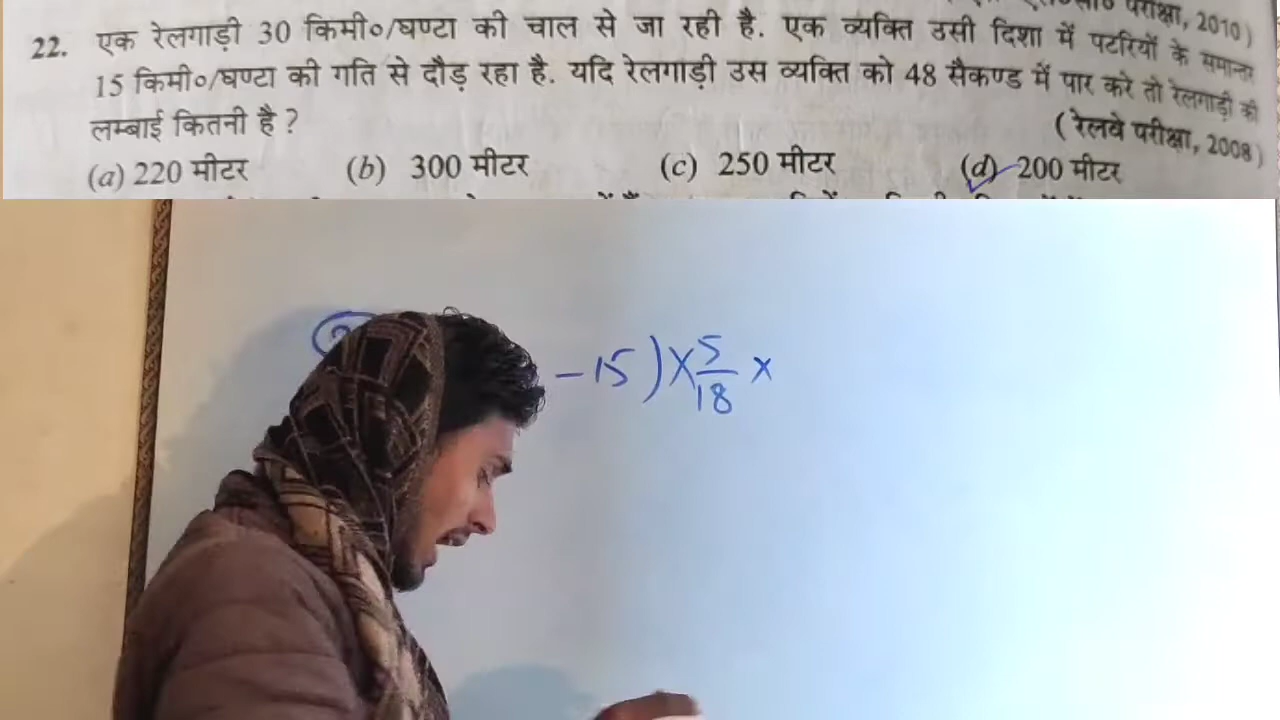 परीक्षा, 2010)
22. एक रेलगाड़ी 30 किमी०/घण्टा की चाल से जा रही है. एक व्यक्ति उसी दिशा में पटरियों के समान्तर
15 किमी०/घण्टा की गति से दौड़ रहा है. यदि रेलगाड़ी उस व्यक्ति को 48 सैकण्ड में पार करे तो रेलगाड़ी की
लम्बाई कितनी है ?
(रेलवे परीक्षा, 2008)
(a) 220 मीटर (b) 300 मीटर (c) 250 मीटर (d) 200 मीटर
- 15 ) × 5/18 ×